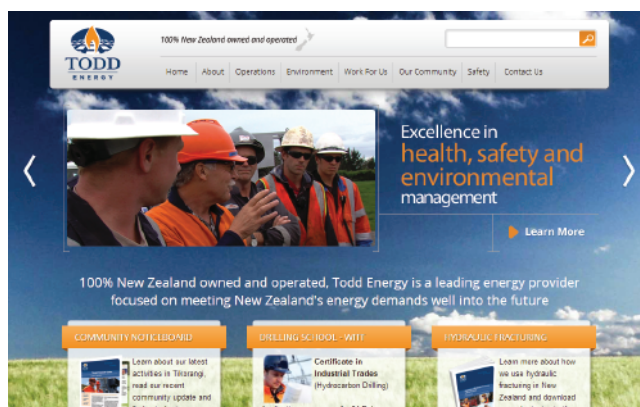 100% New Zealand owned and operated
TODD
ENERGY
Home About Operations Environment Work For Us Our Community Safety Contact Us
Excellence in
health, safety and
environmental
management
Learn More
100% New Zealand owned and operated, Todd Energy is a leading energy provider
focused on meeting New Zealand's energy demands well into the future
COMMUNITY NOTICEBOARD
Learn about our latest
activities in Tikorangi,
read our recent
community update and
DRILLING SCHOOL - WITT
Certificate in
Industrial Trades
(Hydrocarbon Drilling)
HYDRAULIC FRACTURING
Learn more about how
we use hydraulic
fracturing in New
Zealand and download